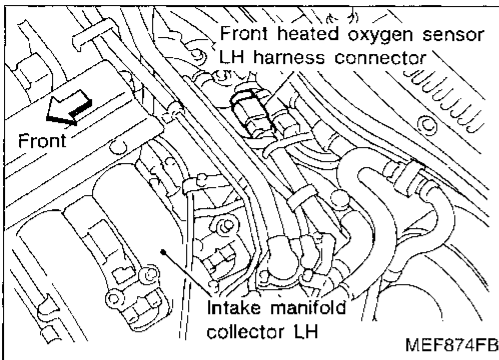 Front heated oxygen sensor
LH harness connector
Front
Intake manifold
collector LH
MEF874FB